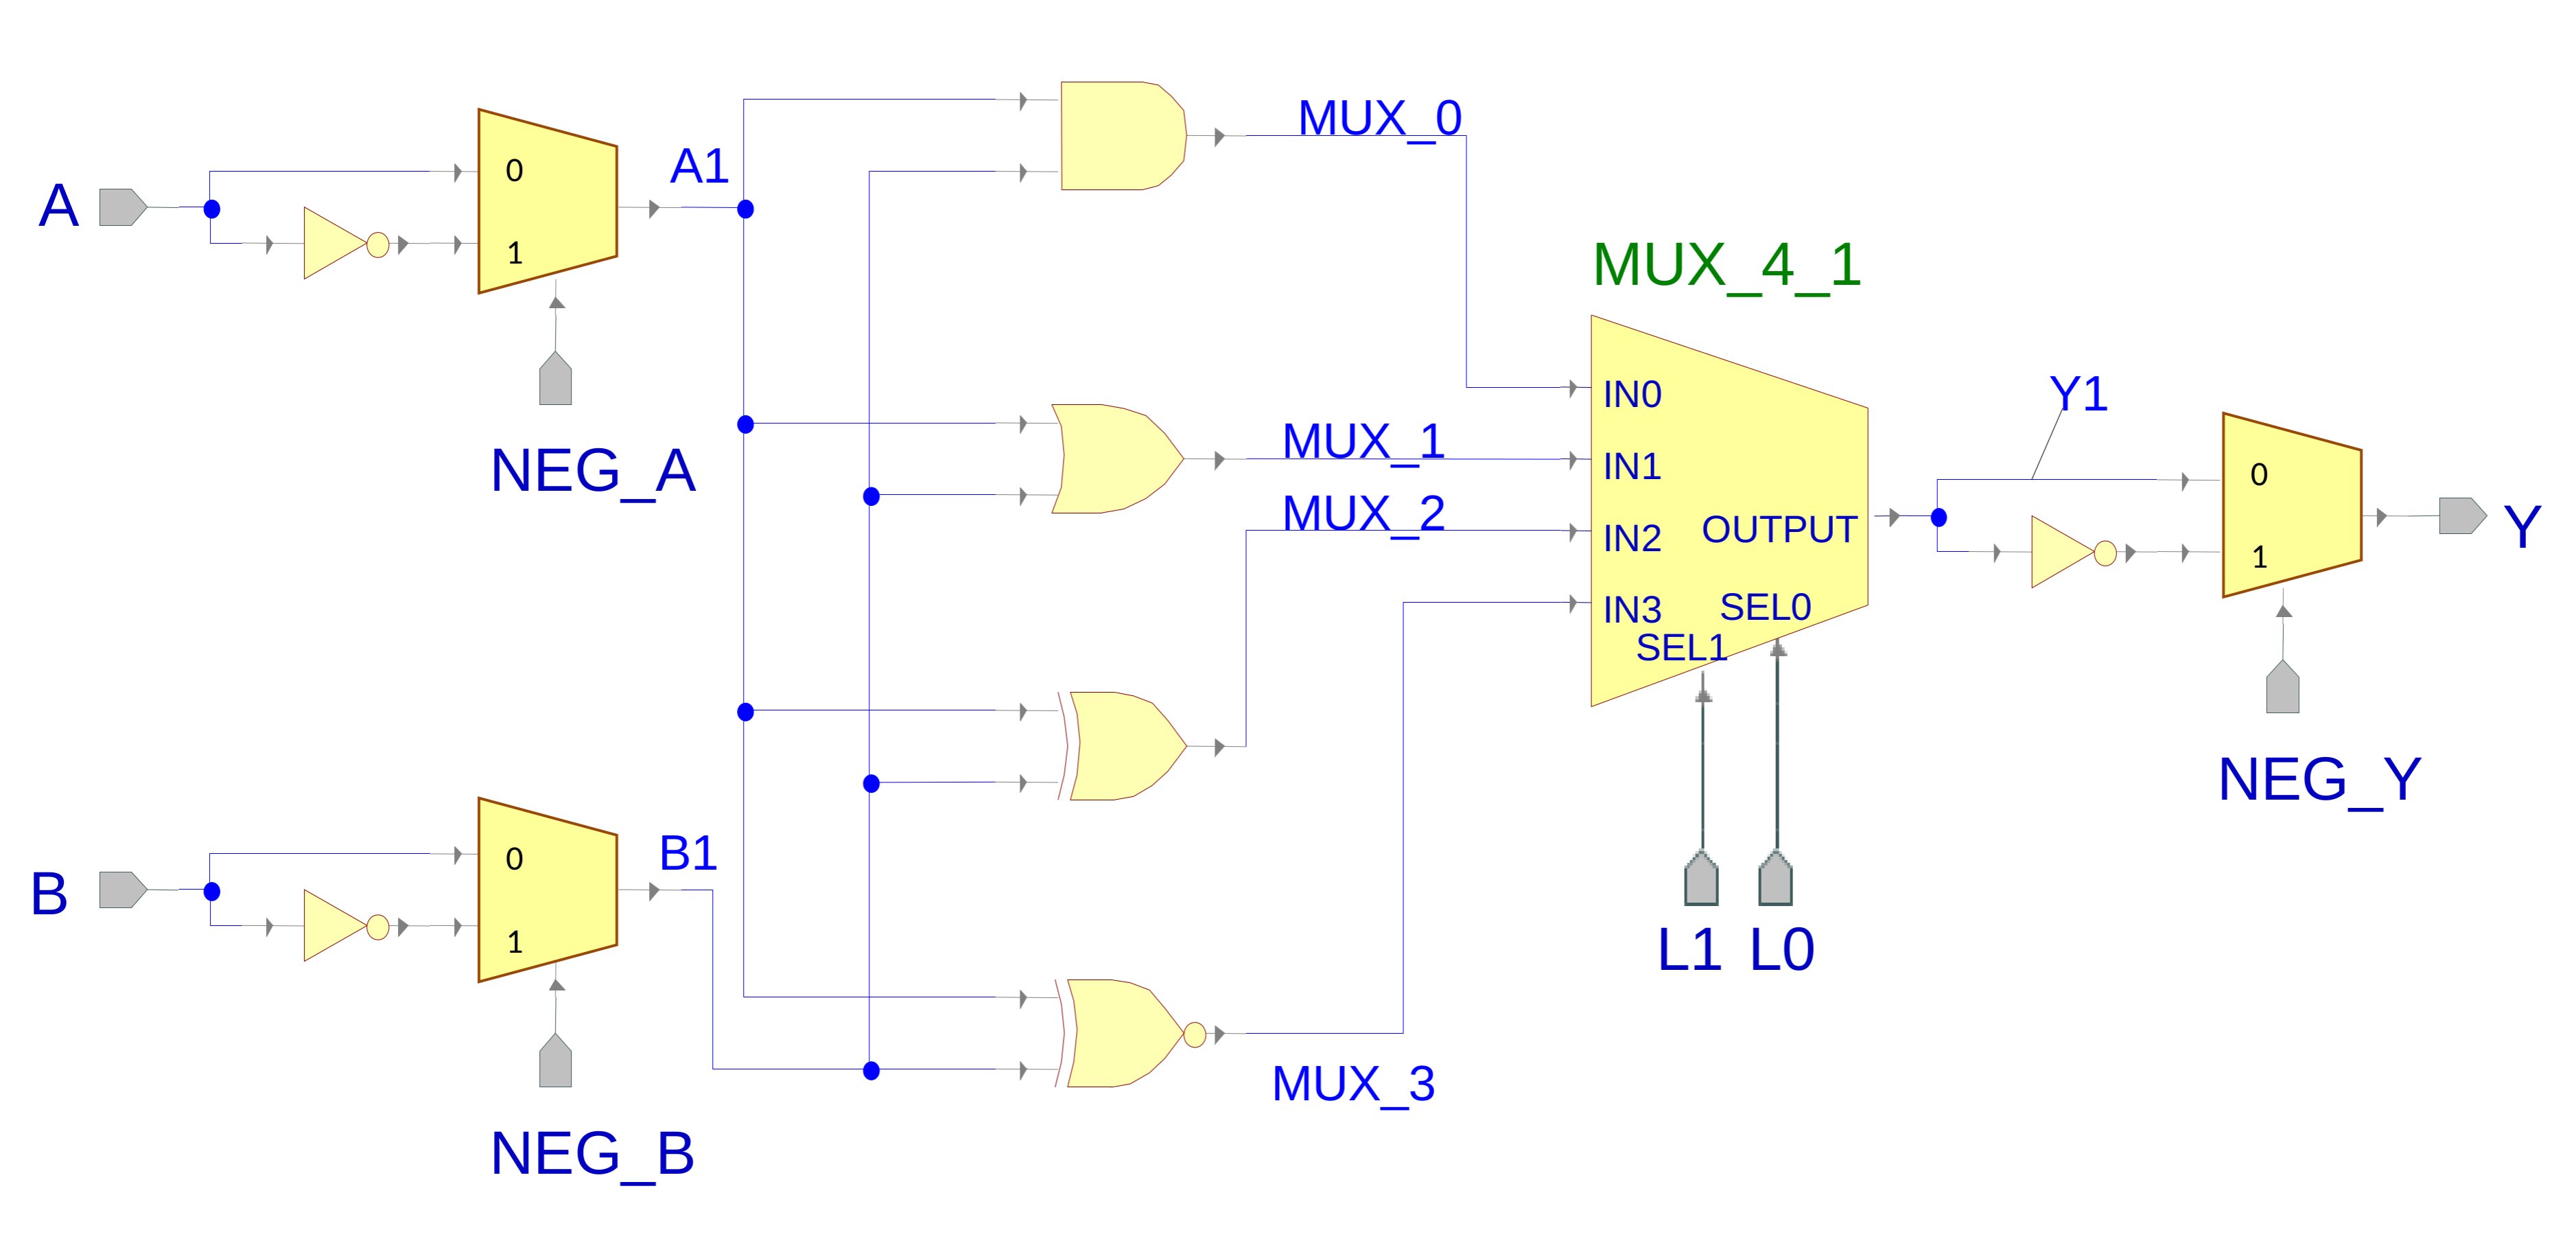 A
0
1
A1
NEG_A
B
0
1
B1
NEG_B
MUX_0
MUX_1
MUX_2
MUX_3
MUX_4_1
IN0
IN1
IN2
IN3
OUTPUT
SEL0
SEL1
L1
L0
Y1
0
1
Y
NEG_Y